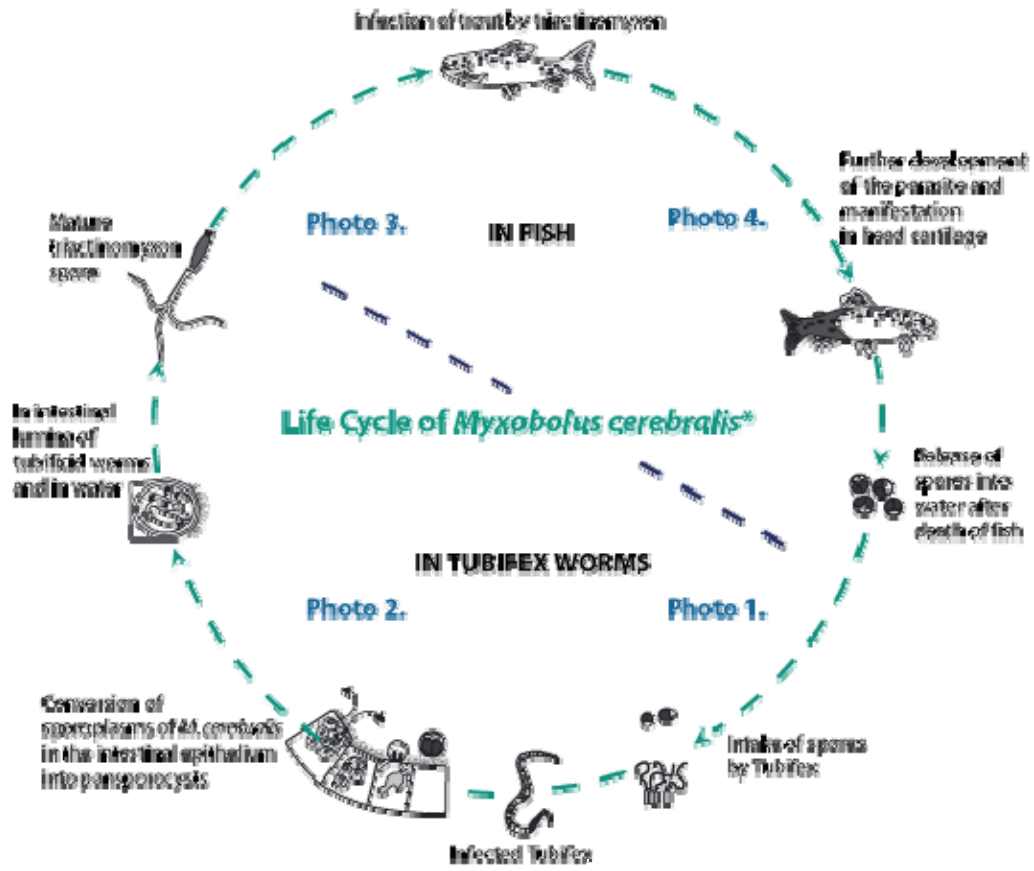 Infection of trout by triactinomyxon
Further development
of the parasite and
manifestation
in head cartilage
Mature
triactinomyxon
spore
Photo 3.
Photo 4.
IN FISH
Life Cycle of Myxobolus cerebralis*
In intestinal
lumina of
tubificid worms
and in water
Release of
spores into
water after
death of fish
IN TUBIFEX WORMS
Photo 2.
Photo 1.
Conversion of
sporoplasms of M. cerebralis
in the intestinal epithelium
into pansporocysts
Intake of spores
by Tubifex
Infected Tubifex